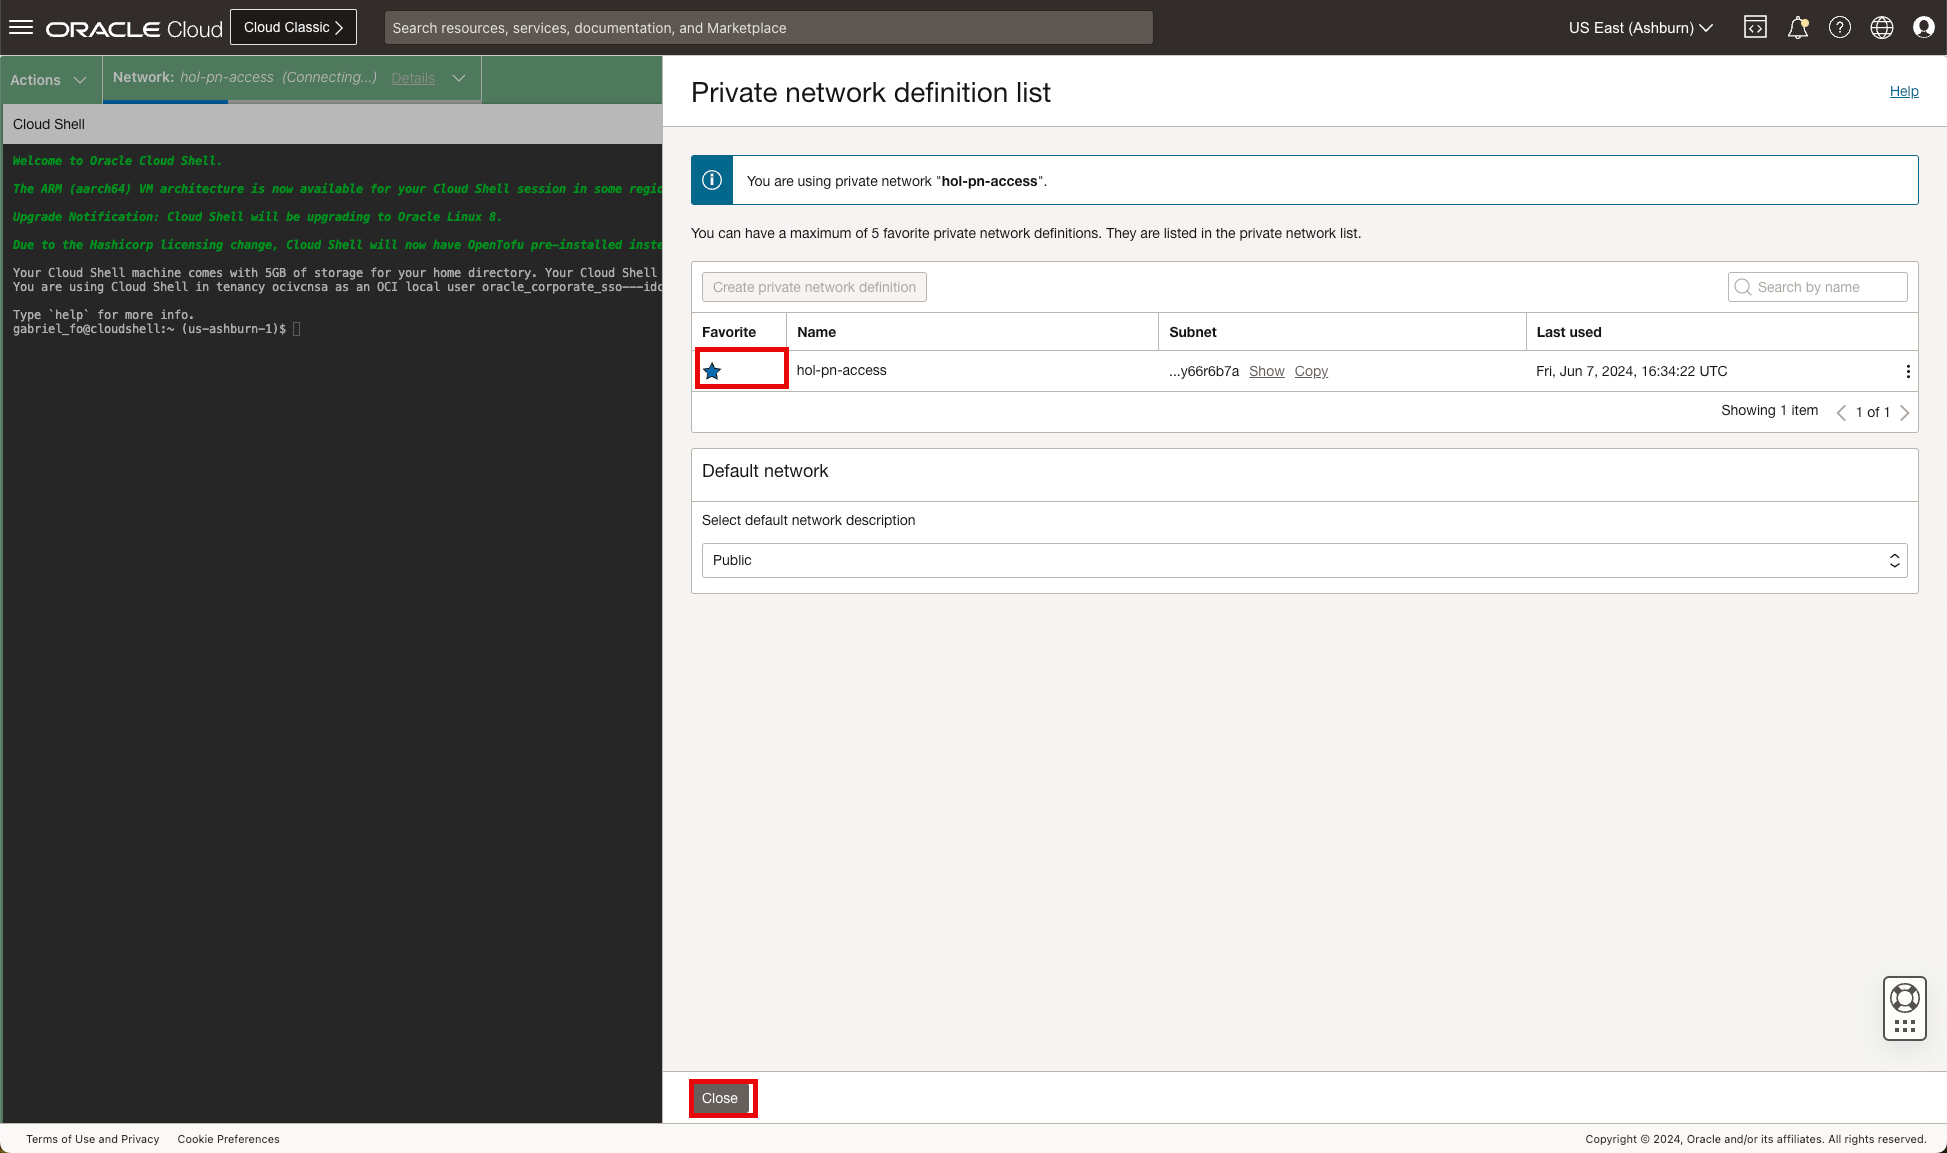 ORACLE Cloud
Cloud Classic
Search resources, services, documentation, and Marketplace
US East (Ashburn)
Actions
Network: hol-pn-access (Connecting...) Details
Cloud Shell
Welcome to Oracle Cloud Shell.
The ARM (aarch64) VM architecture is now available for your Cloud Shell session in some regio
Upgrade Notification: Cloud Shell will be upgrading to Oracle Linux 8.
Due to the Hashicorp licensing change, Cloud Shell will now have OpenTofu pre-installed inste
Your Cloud Shell machine comes with 5GB of storage for your home directory. Your Cloud Shell
You are using Cloud Shell in tenancy ocivcnsa as an OCI local user oracle_corporate_sso---idc
Type `help` for more info.
gabriel_fo@cloudshell:~ (us-ashburn-1)$
Private network definition list
Help
You are using private network "hol-pn-access".
You can have a maximum of 5 favorite private network definitions. They are listed in the private network list.
Create private network definition
Search by name
Favorite Name Subnet Last used
hol-pn-access ...y66r6b7a Show Copy Fri, Jun 7, 2024, 16:34:22 UTC
Showing 1 item 1 of 1
Default network
Select default network description
Public
Close
Terms of Use and Privacy Cookie Preferences
Copyright © 2024, Oracle and/or its affiliates. All rights reserved.